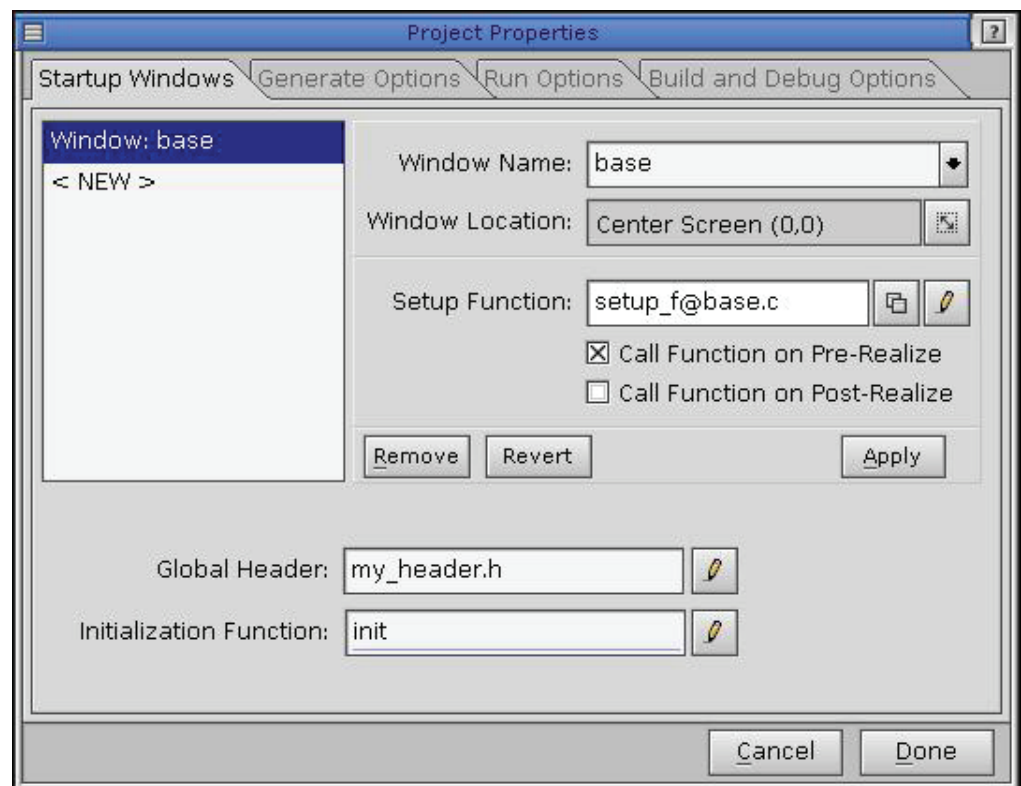 Project Properties
?
Startup Windows Generate Options Run Options Build and Debug Options
Window: base
< NEW >
Window Name: base
Window Location: Center Screen (0,0)
Setup Function: setup_f@base.c
Call Function on Pre-Realize
Call Function on Post-Realize
Remove Revert Apply
Global Header: my_header.h
Initialization Function: init
Cancel Done